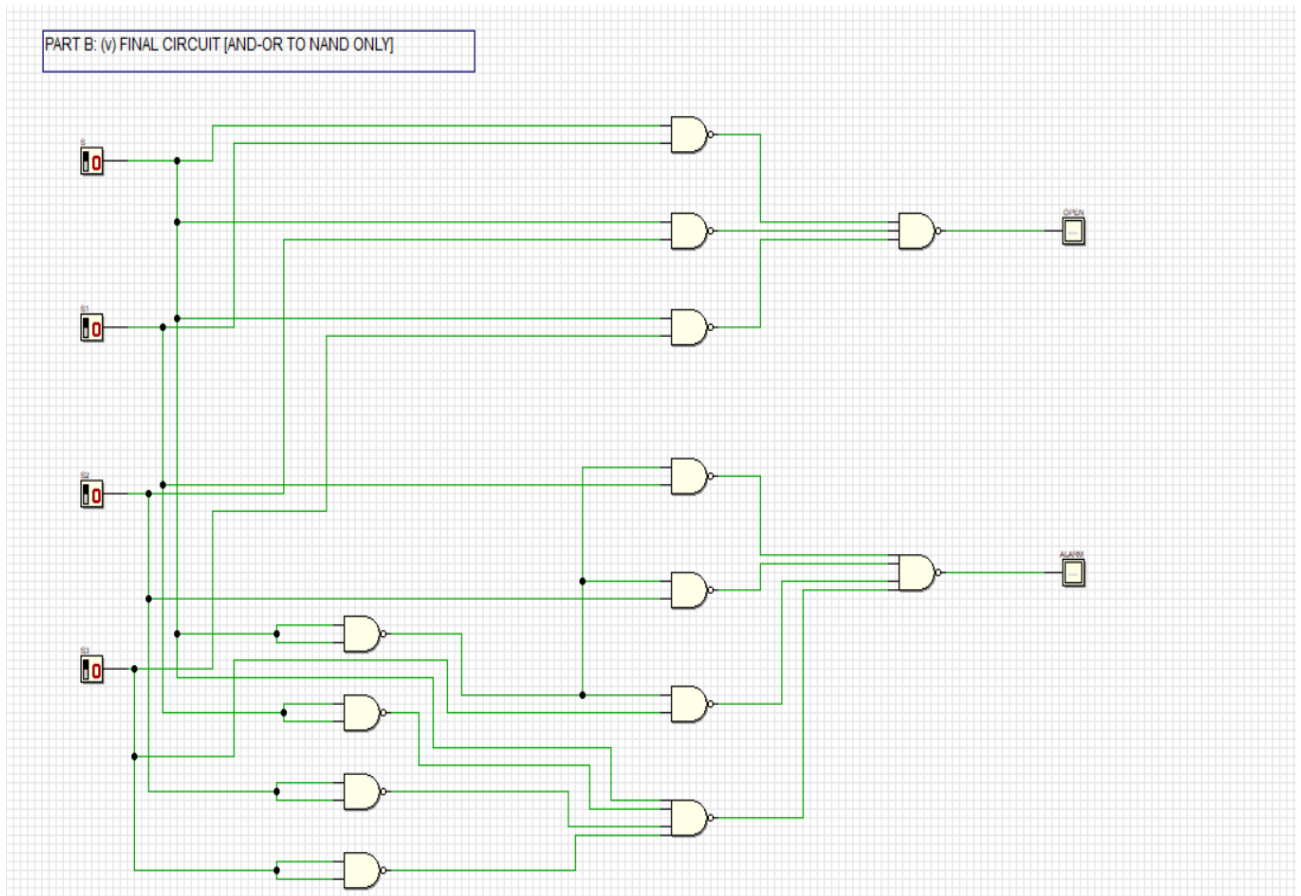 PART B: (v) FINAL CIRCUIT [AND-OR TO NAND ONLY]
S
0
OPEN
S1
0
S2
0
ALARM
S3
0